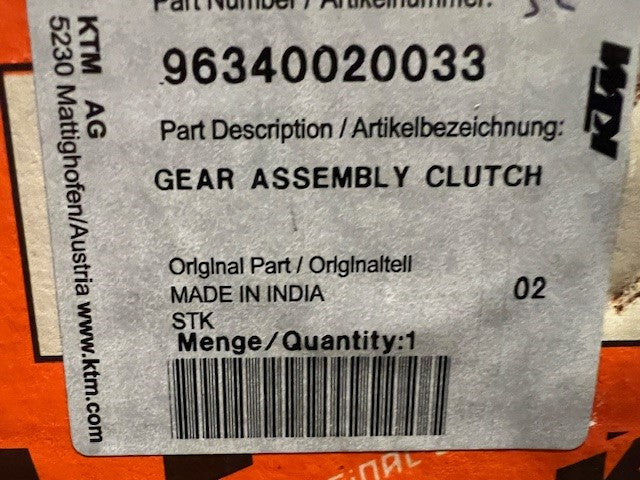 Part Number / Artikelnummer:
96340020033
Part Description / Artikelbezeichnung:
GEAR ASSEMBLY CLUTCH
Original Part / Originalteil
MADE IN INDIA
02
STK
Menge/Quantity:1
KTM AG
5230 Mattighofen/Austria www.ktm.com
KTM